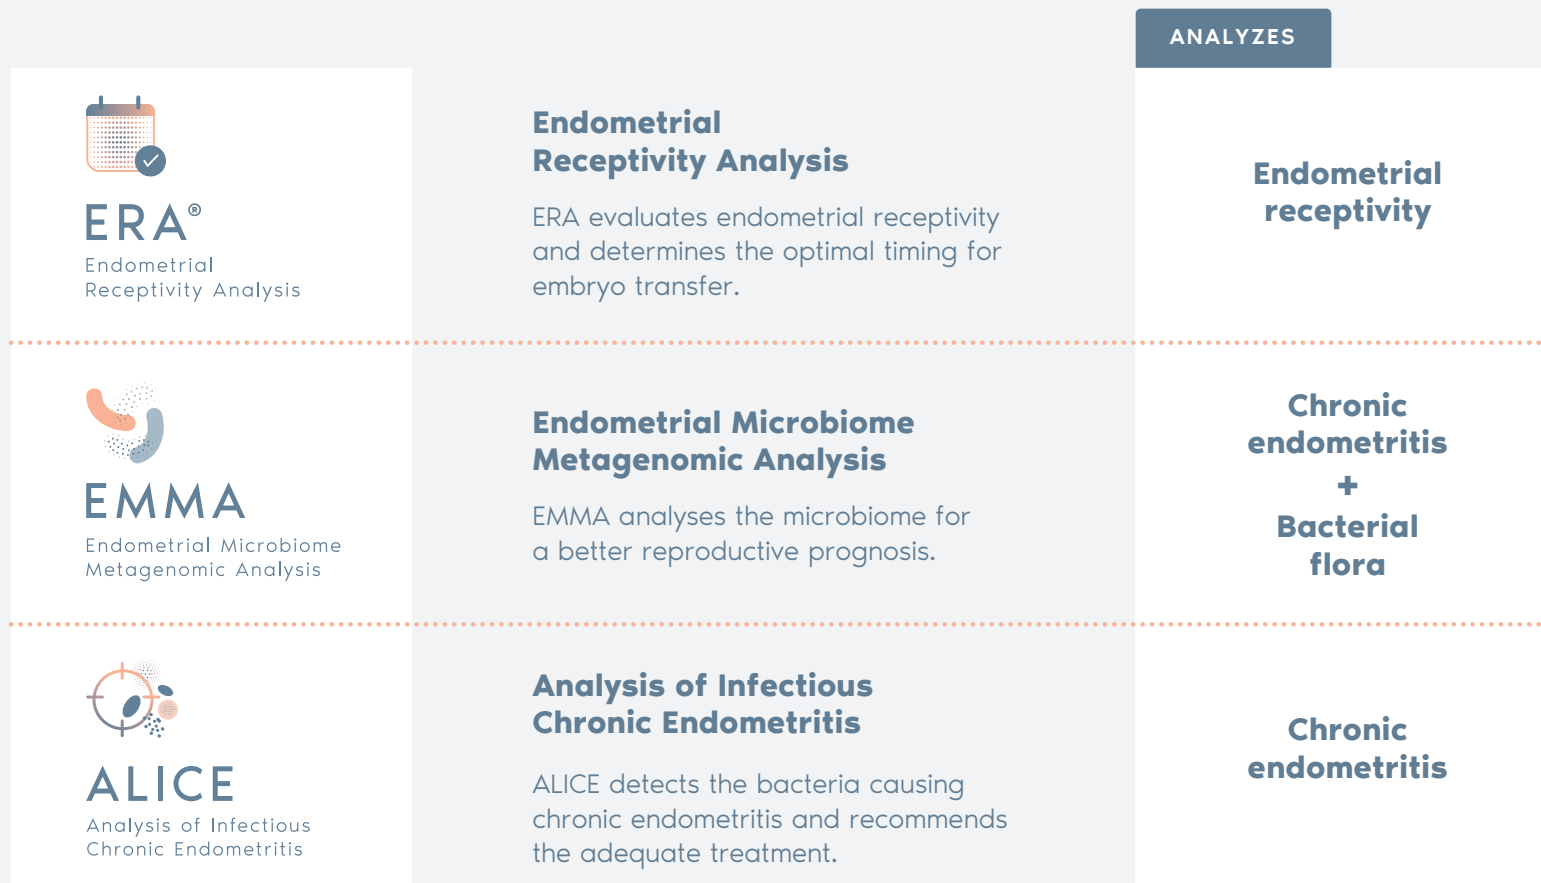 ANALYZES
ERA®
Endometrial
Receptivity Analysis
Endometrial
Receptivity Analysis
ERA evaluates endometrial receptivity
and determines the optimal timing for
embryo transfer.
Endometrial
receptivity
EMMA
Endometrial Microbiome
Metagenomic Analysis
Endometrial Microbiome
Metagenomic Analysis
EMMA analyses the microbiome for
a better reproductive prognosis.
Chronic
endometritis
+
Bacterial
flora
ALICE
Analysis of Infectious
Chronic Endometritis
Analysis of Infectious
Chronic Endometritis
ALICE detects the bacteria causing
chronic endometritis and recommends
the adequate treatment.
Chronic
endometritis